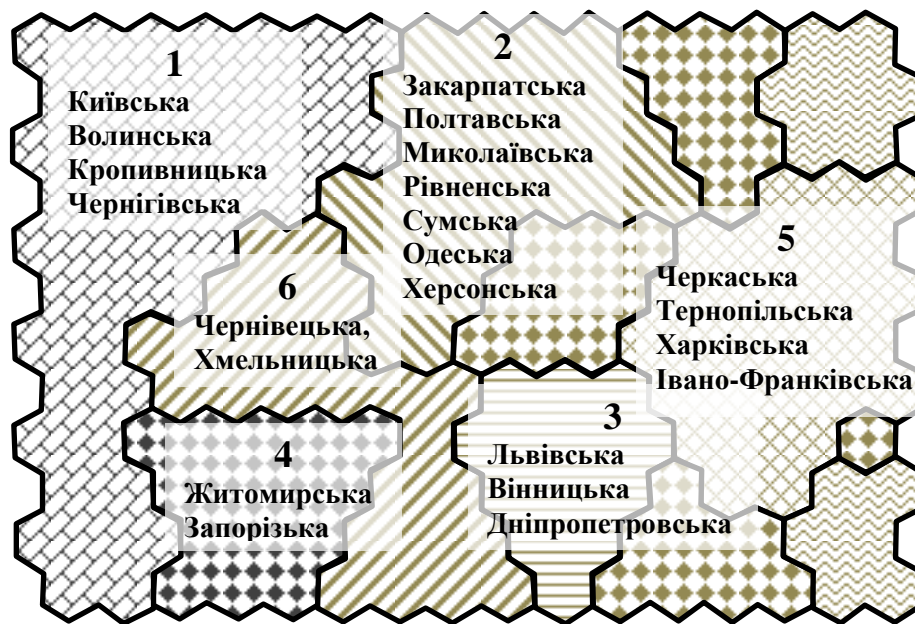 1
Київська
Волинська
Кропивницька
Чернігівська
2
Закарпатська
Полтавська
Миколаївська
Рівненська
Сумська
Одеська
Херсонська
5
Черкаська
Тернопільська
Харківська
Івано-Франківська
6
Чернівецька,
Хмельницька
3
Львівська
Вінницька
Дніпропетровська
4
Житомирська
Запорізька